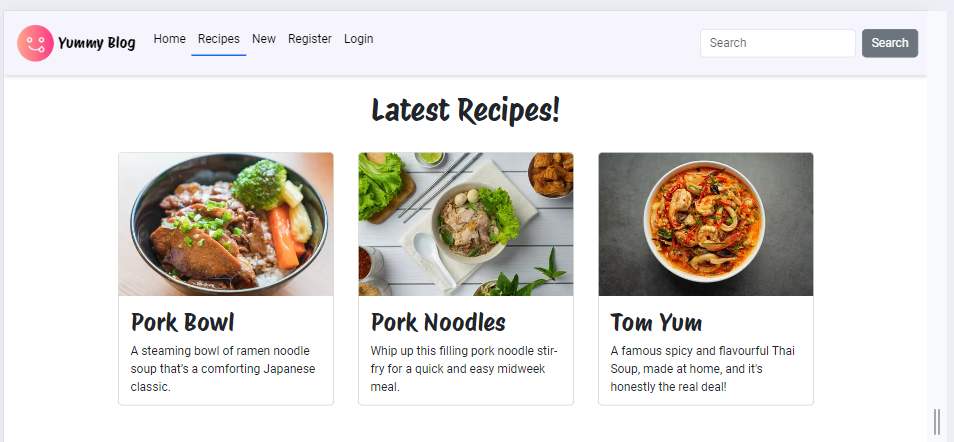 Yummy Blog Home Recipes New Register Login Search Search
Latest Recipes!
Pork Bowl
A steaming bowl of ramen noodle
soup that's a comforting Japanese
classic.
Pork Noodles
Whip up this filling pork noodle stir-
fry for a quick and easy midweek
meal.
Tom Yum
A famous spicy and flavourful Thai
Soup, made at home, and it's
honestly the real deal!